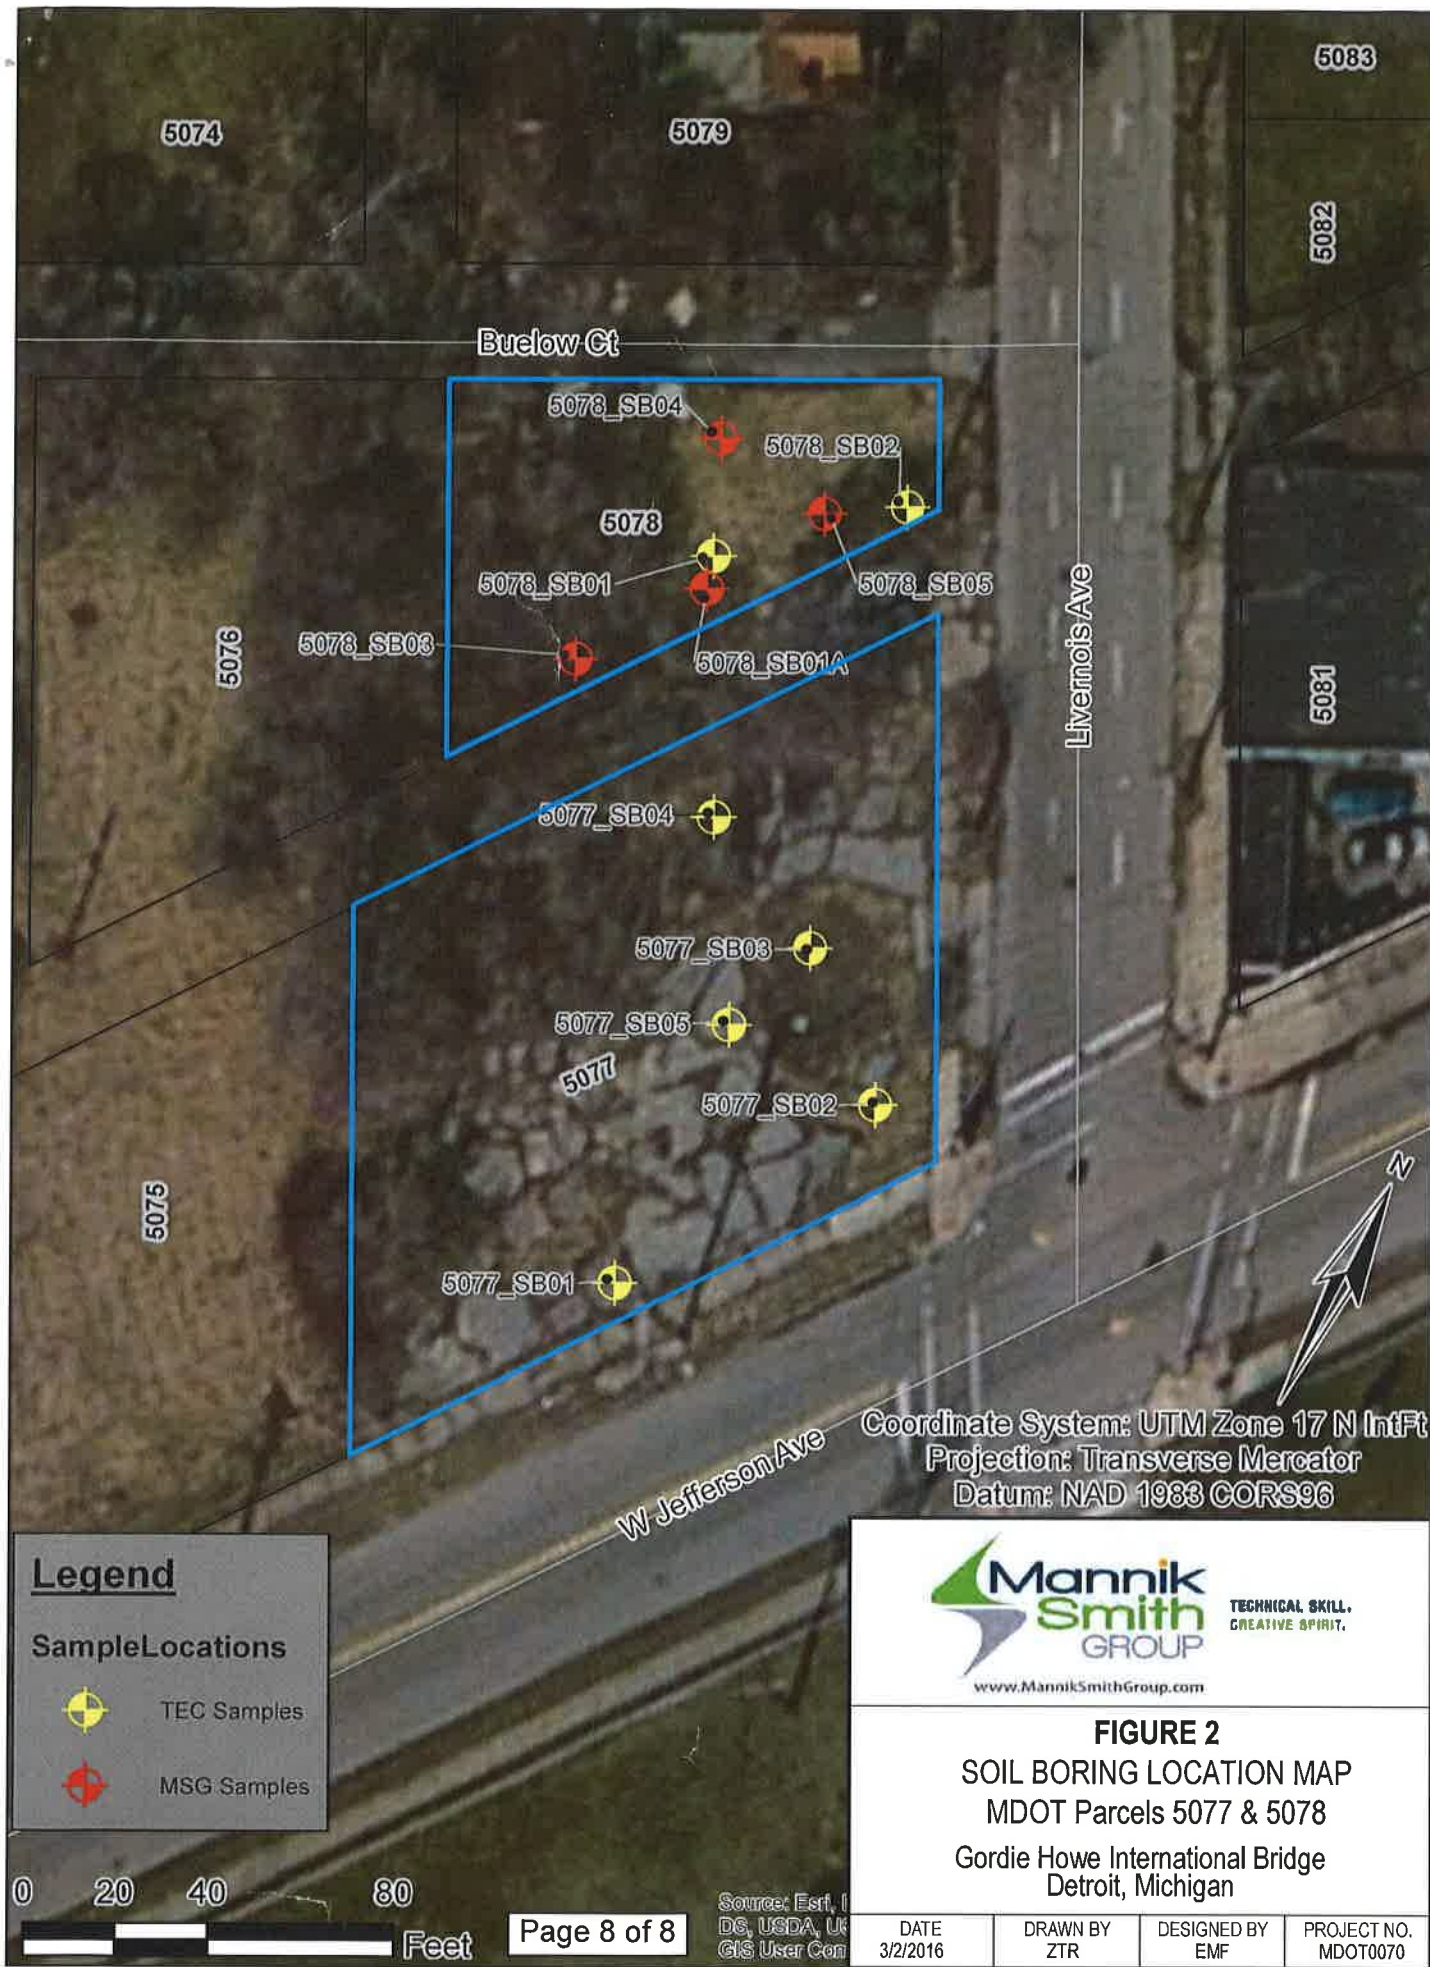 5083
5074
5079
5082
Buelow Ct
5078_SB04
5078_SB02
5078
5078_SB01
5078_SB05
5078_SB03
5078_SB01A
5076
Livernois Ave
5081
5077_SB04
5077_SB03
5077_SB05
5077
5077_SB02
5075
N
5077_SB01
W Jefferson Ave
Coordinate System: UTM Zone 17 N IntFt
Projection: Transverse Mercator
Datum: NAD 1983 CORS96
Legend
SampleLocations
TEC Samples
MSG Samples
Mannik
Smith
GROUP
TECHNICAL SKILL.
CREATIVE SPIRIT.
www.MannikSmithGroup.com
FIGURE 2
SOIL BORING LOCATION MAP
MDOT Parcels 5077 & 5078
Gordie Howe International Bridge
Detroit, Michigan
0 20 40 80
Feet
Page 8 of 8
Source: Esri,
DS, USDA,
GIS User
DATE
3/2/2016
DRAWN BY
ZTR
DESIGNED BY
EMF
PROJECT NO.
MDOT0070